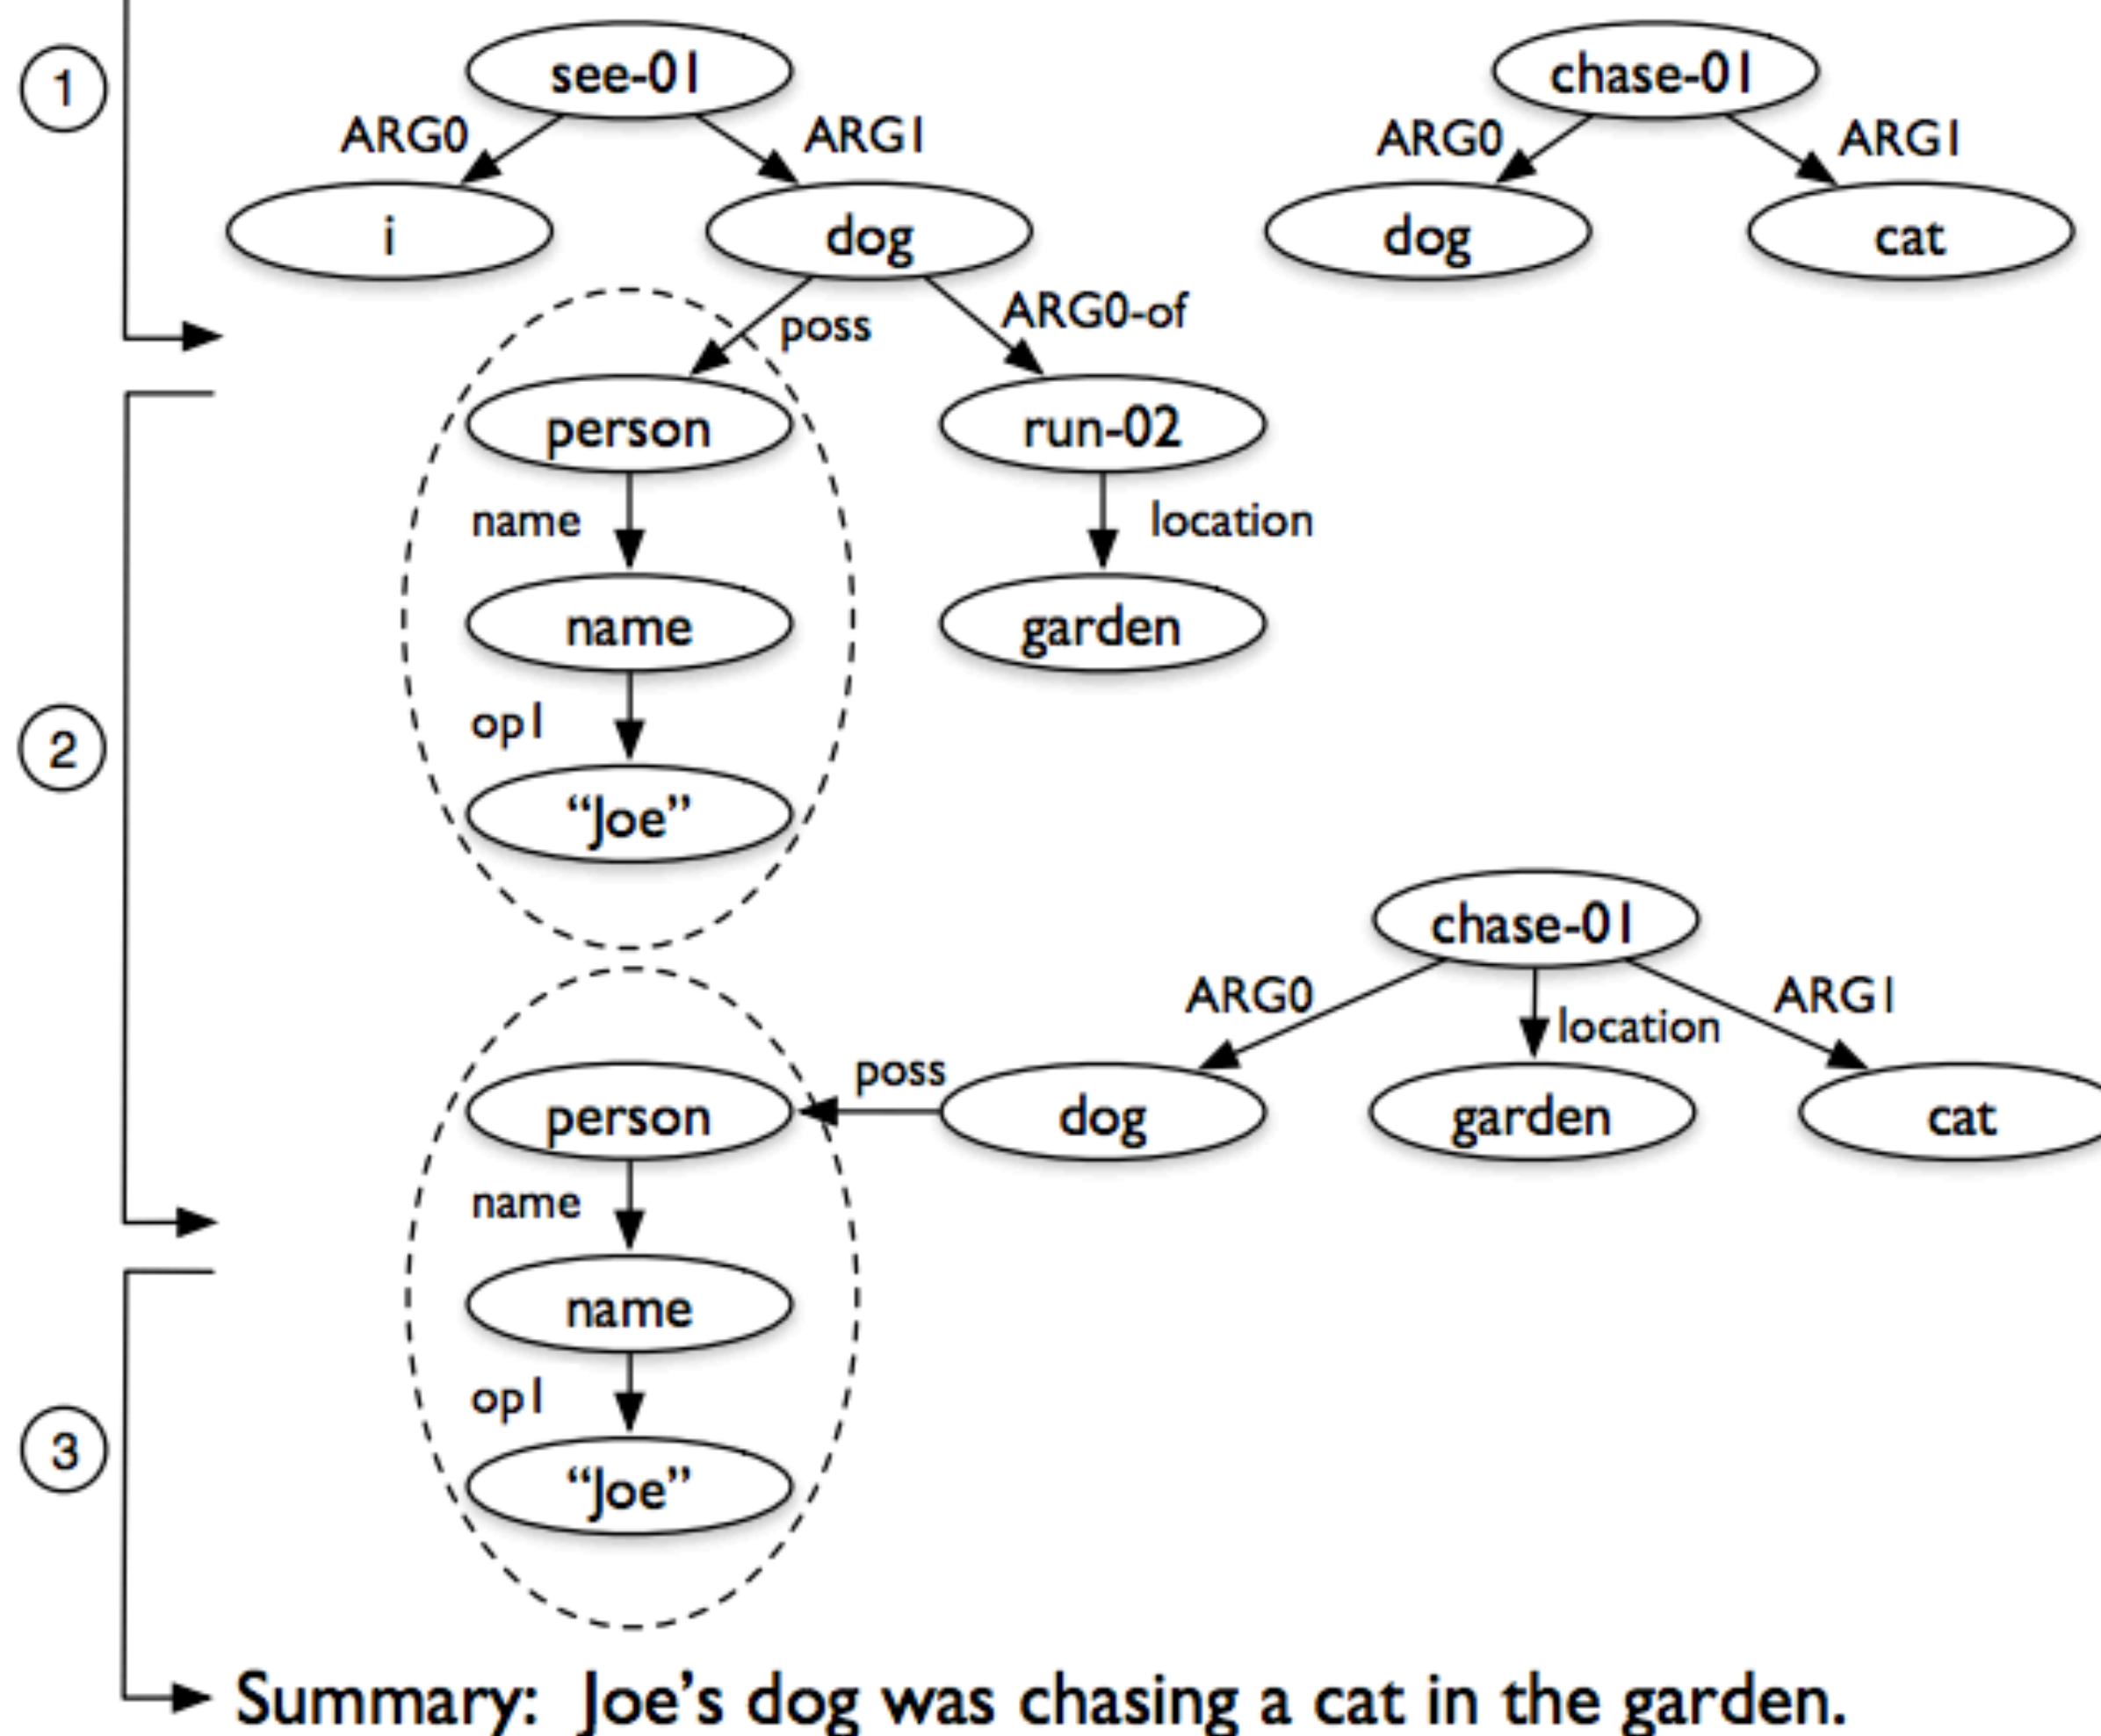 1
see-01
chase-01
ARG0
ARG1
ARG0
ARG1
i
dog
dog
cat
poss
ARG0-of
person
run-02
name
location
name
garden
2
op1
“Joe”
chase-01
ARG0
location
ARG1
poss
person
dog
garden
cat
name
name
op1
3
“Joe”
Summary: Joe’s dog was chasing a cat in the garden.